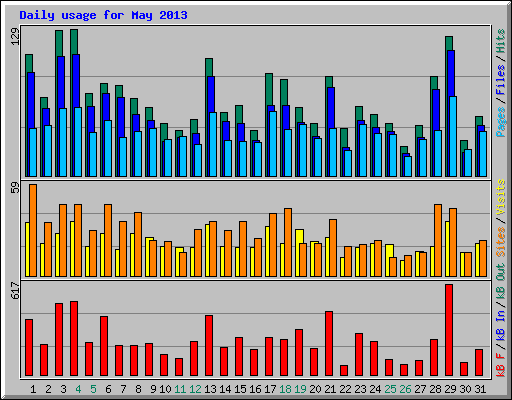 Daily usage for May 2013
129
Pages / Files / Hits
59
Sites / Visits
617
kB F / kB In / kB Out
1 2 3 4 5 6 7 8 9 10 11 12 13 14 15 16 17 18 19 20 21 22 23 24 25 26 27 28 29 30 31